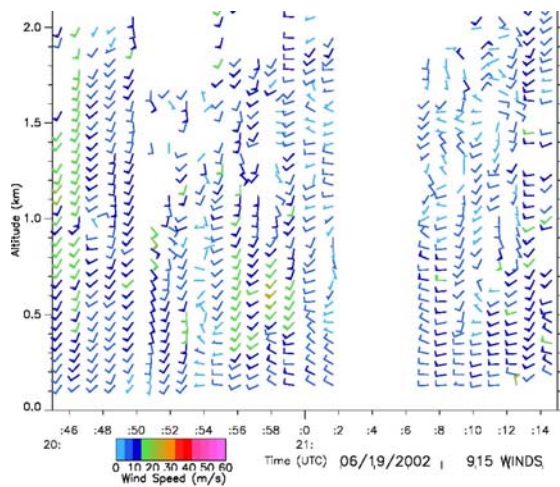 2.0
1.5
Altitude (km)
1.0
0.5
0.0
:46 :48 :50 :52 :54 :56 :58 :0 :2 :4 :6 :8 :10 :12 :14
20: 21:
0 5 10 20 30 40 50 60
Wind Speed (m/s)
Time (UTC) 06/19/2002 915 WINDS